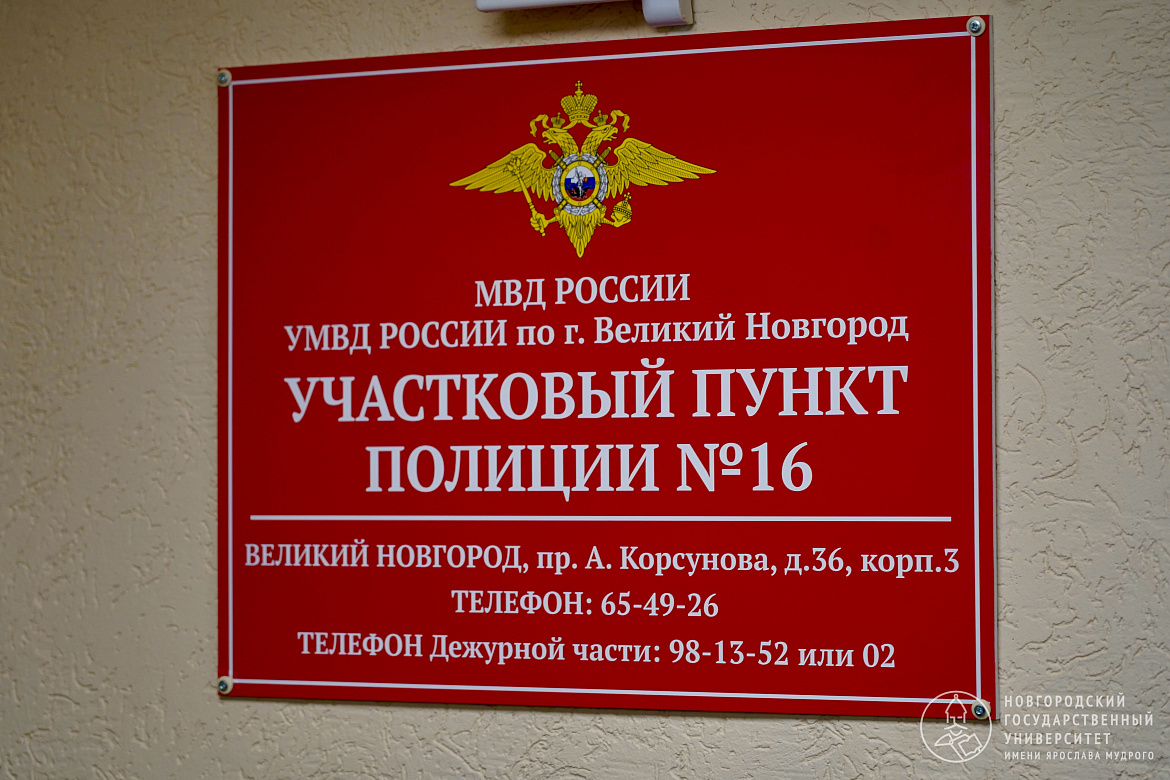 МВД РОССИИ
УМВД РОССИИ по г. Великий Новгород
УЧАСТКОВЫЙ ПУНКТ
ПОЛИЦИИ №16
ВЕЛИКИЙ НОВГОРОД, пр. А. Корсунова, д.36, корп.3
ТЕЛЕФОН: 65-49-26
ТЕЛЕФОН Дежурной части: 98-13-52 или 02
НОВГОРОДСКИЙ
ГОСУДАРСТВЕННЫЙ
УНИВЕРСИТЕТ
ИМЕНИ ЯРОСЛАВА МУДРОГО